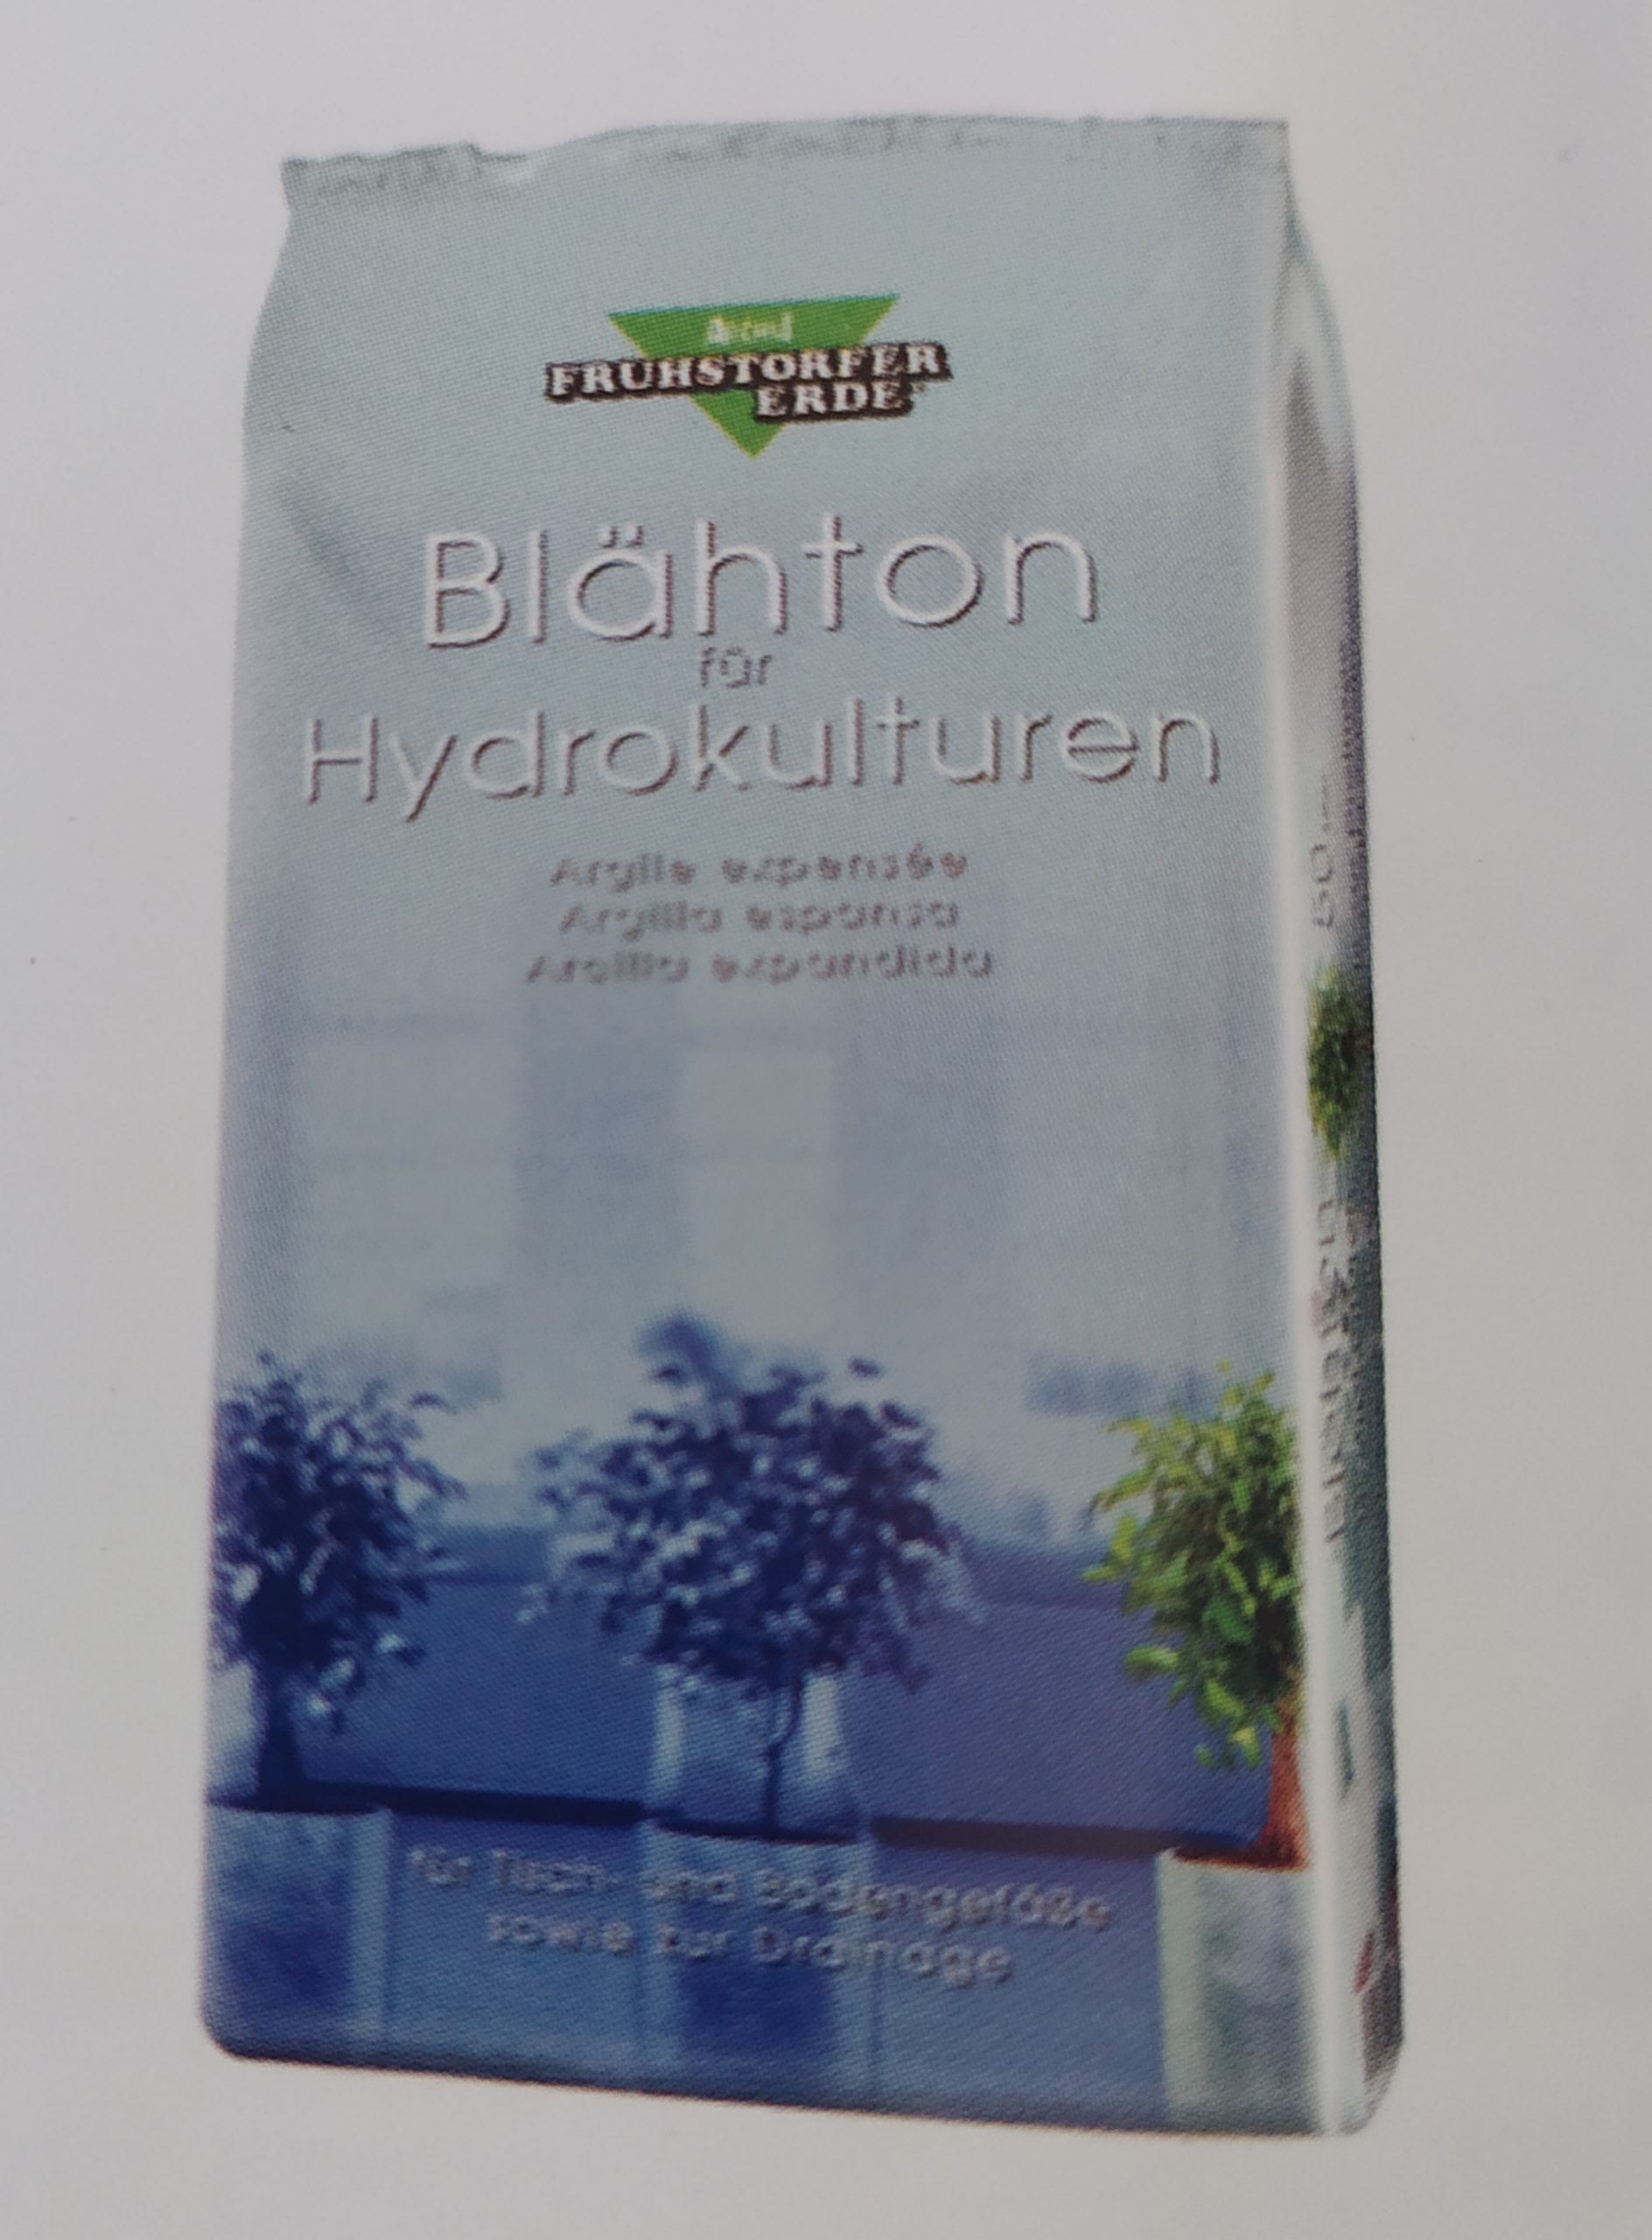 FRUHSTORFER
ERDE
Blähton
für
Hydrokulturen
Argile expansée
Argilla espansa
Arcilla expandida
für Tisch- und Bodengefäße
sowie zur Drainage